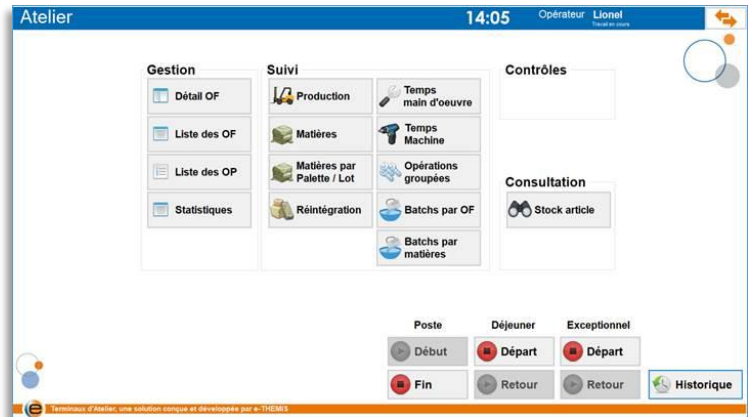 Atelier
14:05
Opérateur Lionel
Travail en cours
Gestion
Suivi
Contrôles
Détail OF
Production
Temps
main d'oeuvre
Liste des OF
Matières
Temps
Machine
Liste des OP
Matières par
Palette / Lot
Opérations
groupées
Consultation
Statistiques
Réintégration
Batchs par OF
Stock article
Batchs par
matières
Poste
Déjeuner
Exceptionnel
Début
Départ
Départ
Fin
Retour
Retour
Historique
Terminaux d'Atelier, une solution conçue et développée par e-THEMIS